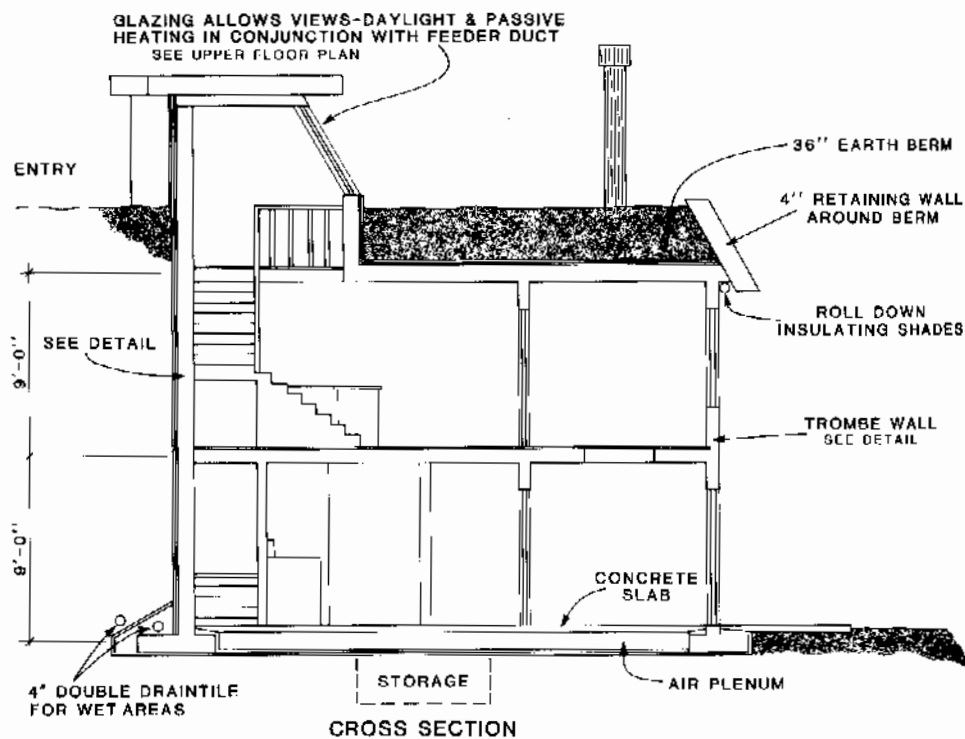 GLAZING ALLOWS VIEWS-DAYLIGHT & PASSIVE
HEATING IN CONJUNCTION WITH FEEDER DUCT
SEE UPPER FLOOR PLAN
ENTRY
36" EARTH BERM
4" RETAINING WALL
AROUND BERM
ROLL DOWN
INSULATING SHADES
SEE DETAIL
9'-0"
TROMBE WALL
SEE DETAIL
9'-0"
CONCRETE
SLAB
4" DOUBLE DRAINTILE
FOR WET AREAS
STORAGE
AIR PLENUM
CROSS SECTION